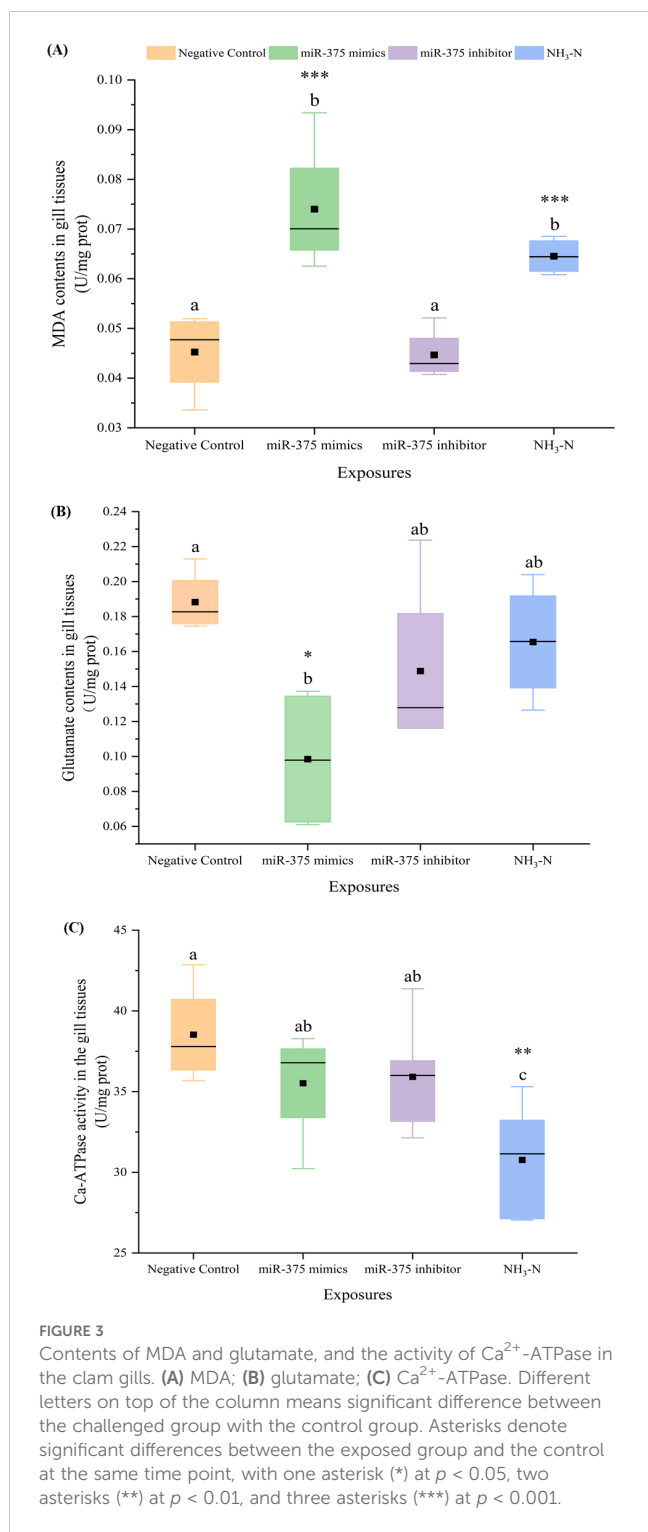 (A)
Negative Control miR-375 mimics miR-375 inhibitor NH₃-N
MDA contents in gill tissues
(U/mg prot)
0.10
0.09
0.08
0.07
0.06
0.05
0.04
0.03
a
***
b
a
***
b
Negative Control miR-375 mimics miR-375 inhibitor NH₃-N
Exposures
(B)
Glutamate contents in gill tissues
(U/mg prot)
0.24
0.22
0.20
0.18
0.16
0.14
0.12
0.10
0.08
0.06
a
*
b
ab
ab
Negative Control miR-375 mimics miR-375 inhibitor NH₃-N
Exposures
(C)
Ca-ATPase activity in the gill tissues
(U/mg prot)
45
40
35
30
25
a
ab
ab
**
c
Negative Control miR-375 mimics miR-375 inhibitor NH₃-N
Exposures
FIGURE 3
Contents of MDA and glutamate, and the activity of Ca²⁺-ATPase in
the clam gills. (A) MDA; (B) glutamate; (C) Ca²⁺-ATPase. Different
letters on top of the column means significant difference between
the challenged group with the control group. Asterisks denote
significant differences between the exposed group and the control
at the same time point, with one asterisk (*) at p < 0.05, two
asterisks (**) at p < 0.01, and three asterisks (***) at p < 0.001.